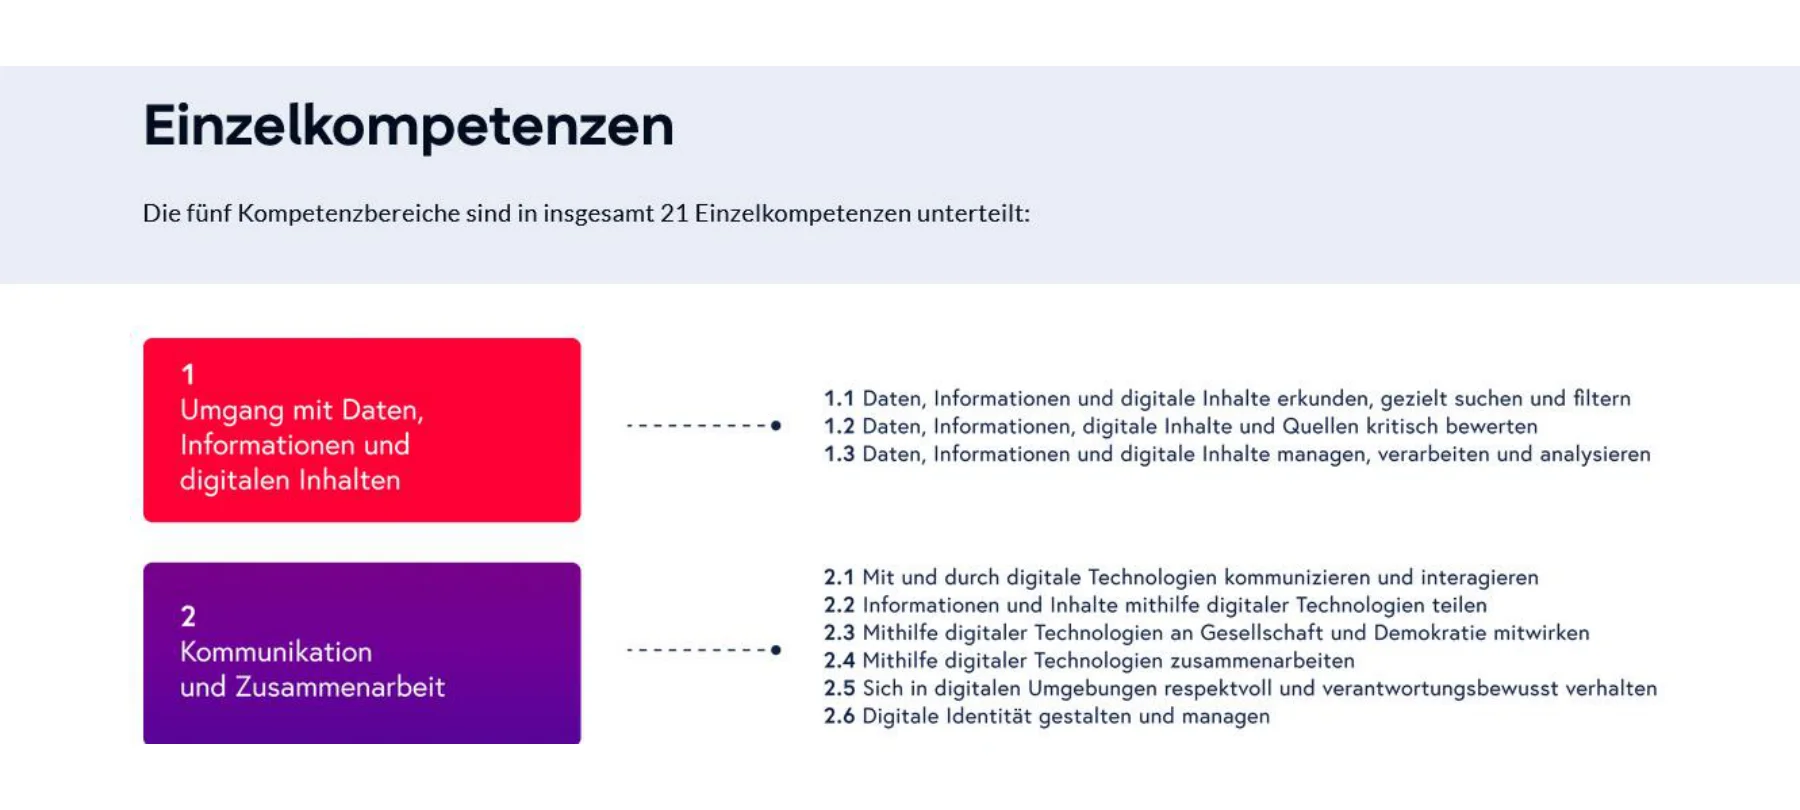 Einzelkompetenzen
Die fünf Kompetenzbereiche sind in insgesamt 21 Einzelkompetenzen unterteilt:
1
Umgang mit Daten,
Informationen und
digitalen Inhalten
1.1 Daten, Informationen und digitale Inhalte erkunden, gezielt suchen und filtern
1.2 Daten, Informationen, digitale Inhalte und Quellen kritisch bewerten
1.3 Daten, Informationen und digitale Inhalte managen, verarbeiten und analysieren
2
Kommunikation
und Zusammenarbeit
2.1 Mit und durch digitale Technologien kommunizieren und interagieren
2.2 Informationen und Inhalte mithilfe digitaler Technologien teilen
2.3 Mithilfe digitaler Technologien an Gesellschaft und Demokratie mitwirken
2.4 Mithilfe digitaler Technologien zusammenarbeiten
2.5 Sich in digitalen Umgebungen respektvoll und verantwortungsbewusst verhalten
2.6 Digitale Identität gestalten und managen